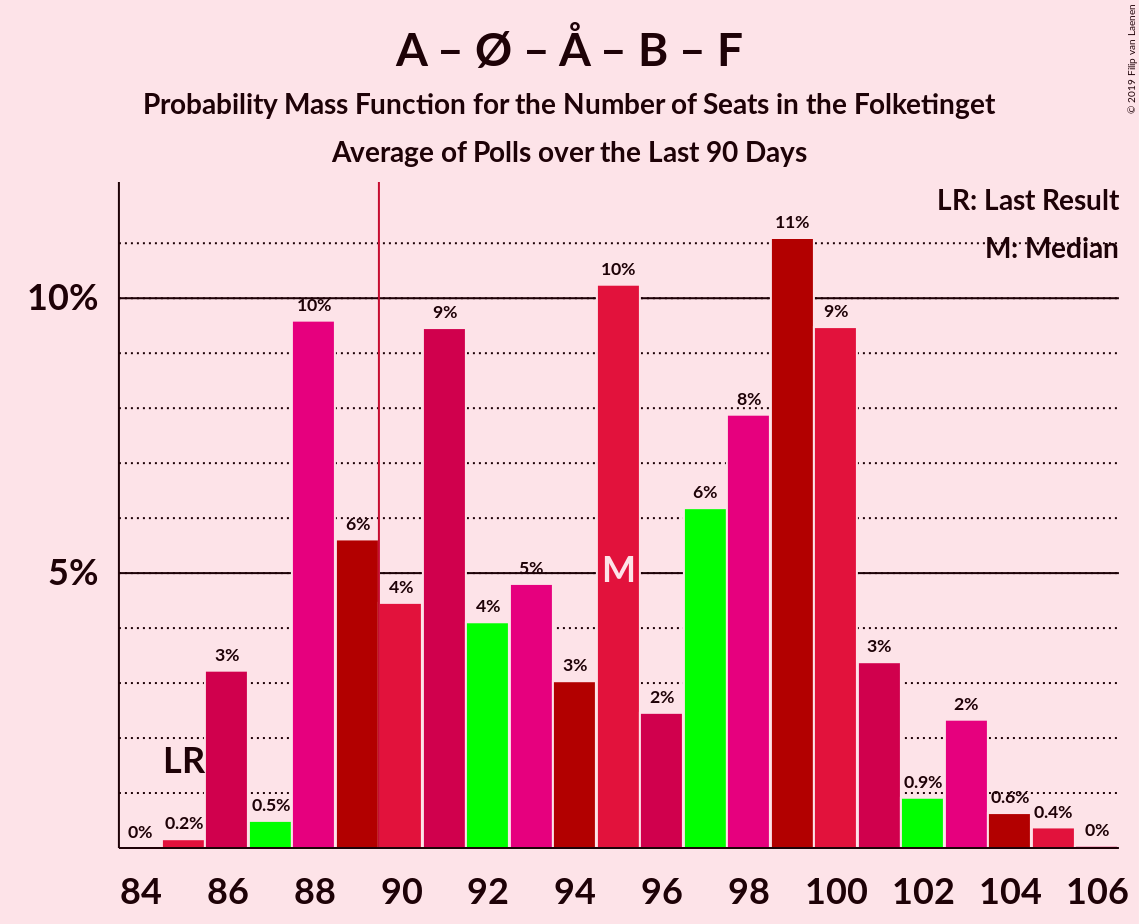 A – Ø – Å – B – F
Probability Mass Function for the Number of Seats in the Folketinget
Average of Polls over the Last 90 Days
© 2019 Filip van Laenen
LR: Last Result
M: Median
10%
5%
0%
0.2%
3%
0.5%
10%
6%
4%
9%
4%
5%
3%
10%
2%
6%
8%
11%
9%
3%
0.9%
2%
0.6%
0.4%
0%
LR
M
84 86 88 90 92 94 96 98 100 102 104 106